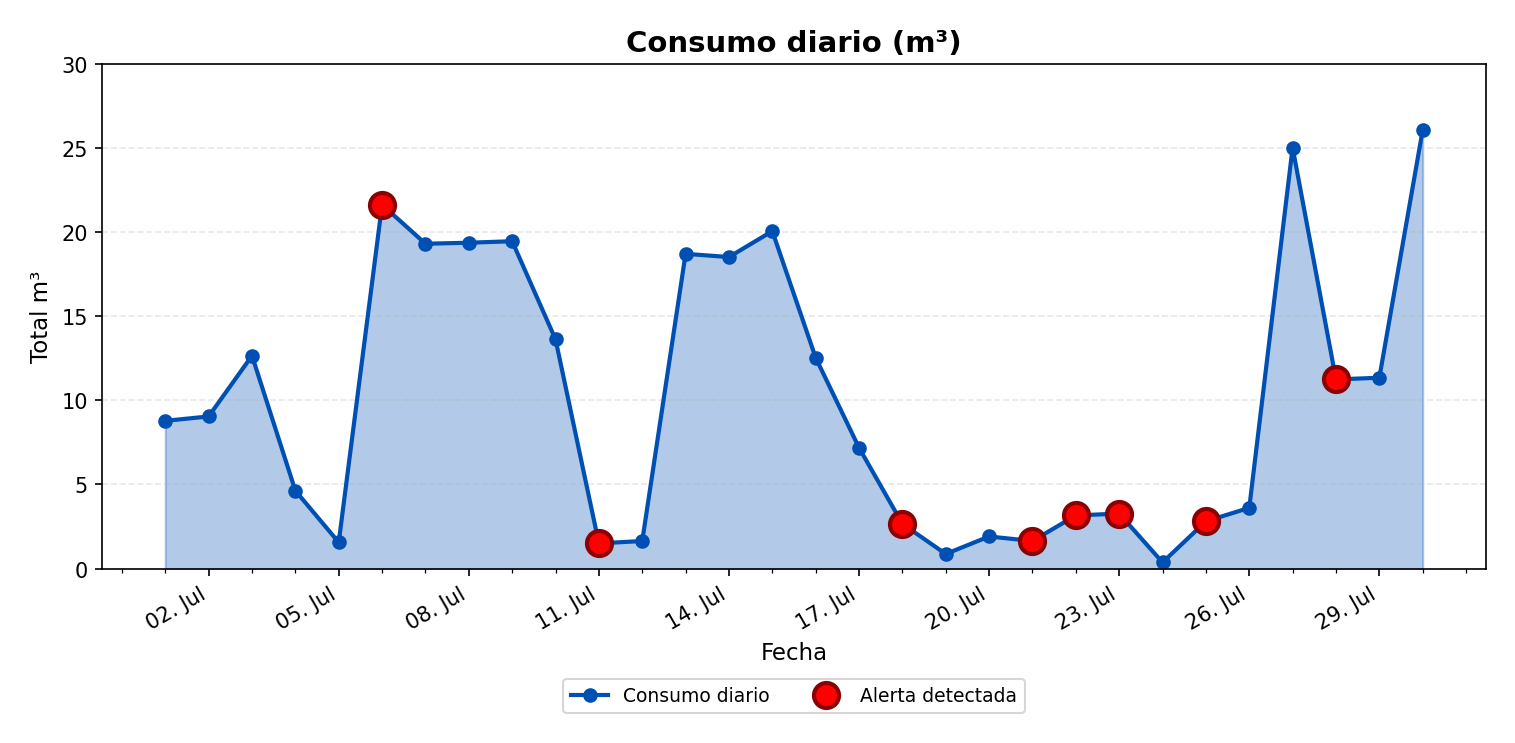 Consumo diario (m³)
30
25
20
15
10
5
0
Total m³
02. Jul
05. Jul
08. Jul
11. Jul
14. Jul
17. Jul
20. Jul
23. Jul
26. Jul
29. Jul
Fecha
Consumo diario
Alerta detectada